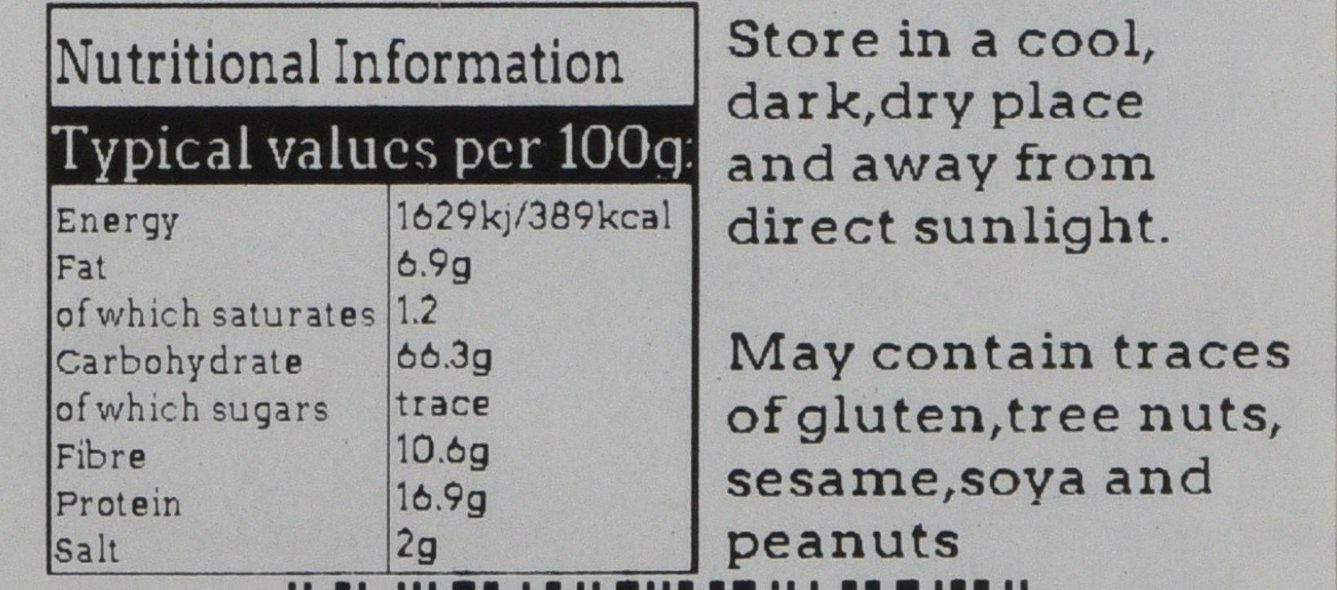 Nutritional Information
Typical values per 100g:
Energy 1629kj/389kcal
Fat 6.9g
of which saturates 1.2
Carbohydrate 66.3g
of which sugars trace
Fibre 10.6g
Protein 16.9g
Salt 2g
Store in a cool,
dark,dry place
and away from
direct sunlight.
May contain traces
of gluten,tree nuts,
sesame,soya and
peanuts